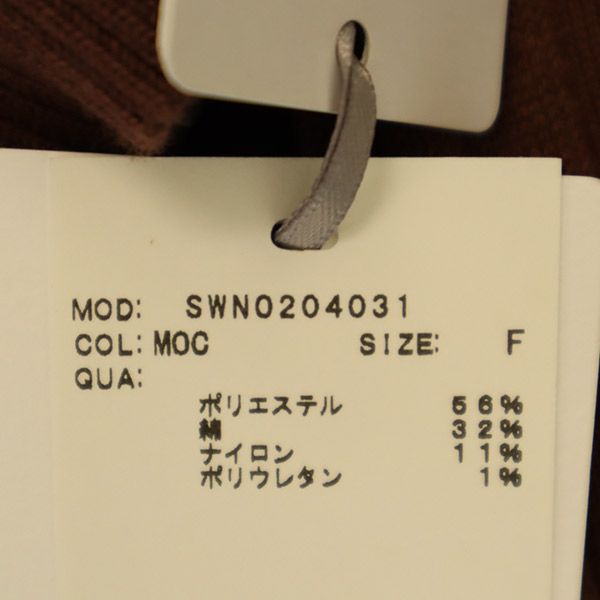 MOD: SWN0204031
COL: MOC SIZE: F
QUA:
ポリエステル 56%
綿 32%
ナイロン 11%
ポリウレタン 1%